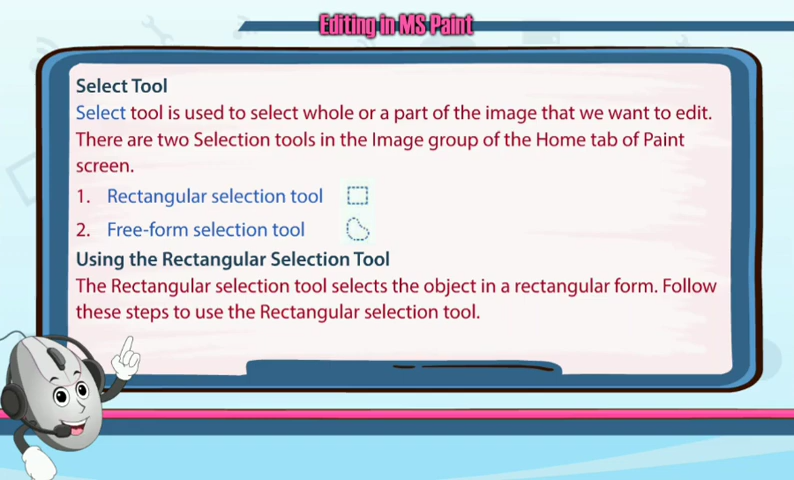 Editing in MS Paint
Select Tool
Select tool is used to select whole or a part of the image that we want to edit.
There are two Selection tools in the Image group of the Home tab of Paint
screen.
1. Rectangular selection tool
2. Free-form selection tool
Using the Rectangular Selection Tool
The Rectangular selection tool selects the object in a rectangular form. Follow
these steps to use the Rectangular selection tool.